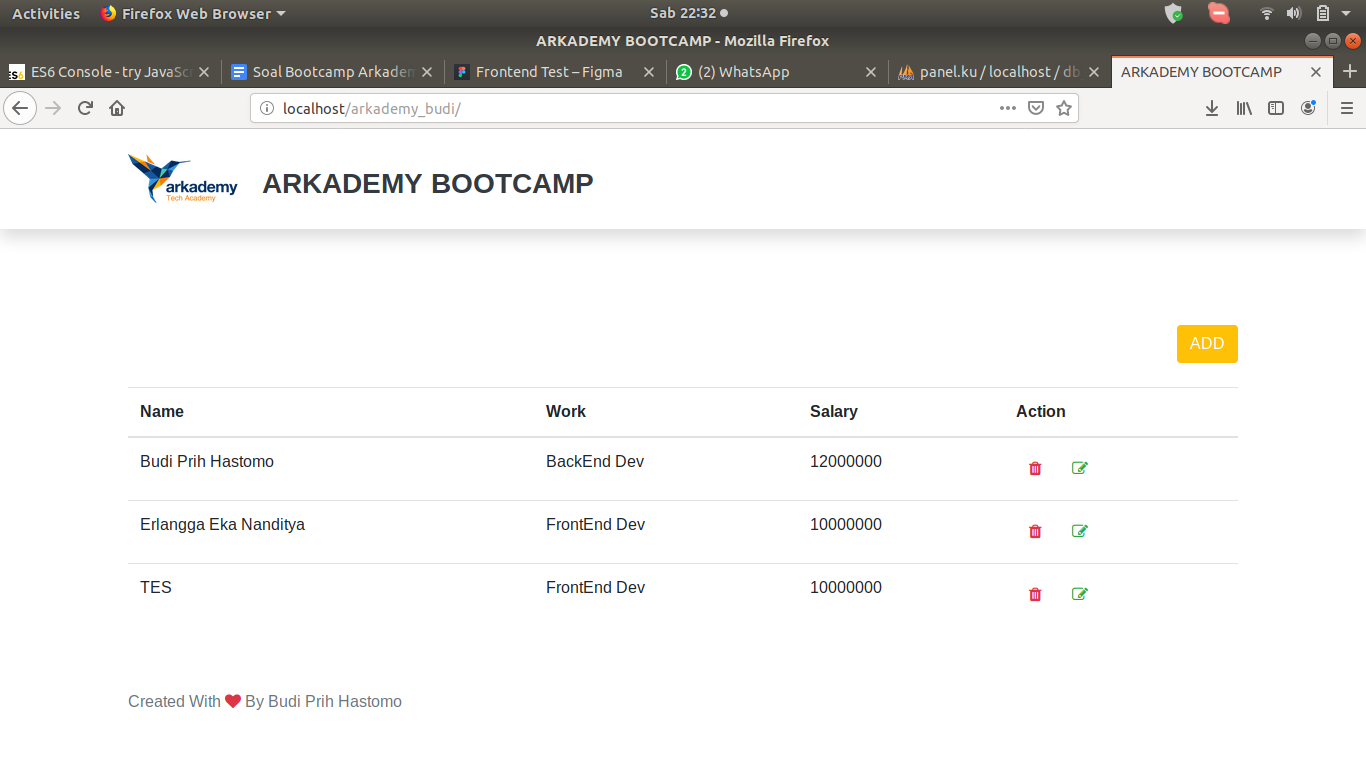 Activities Firefox Web Browser Sab 22:32
ARKADEMY BOOTCAMP - Mozilla Firefox
ES6 Console - try JavaSc Soal Bootcamp Arkadem Frontend Test – Figma (2) WhatsApp panel.ku / localhost / db ARKADEMY BOOTCAMP
localhost/arkademy_budi/
arkademy
Tech Academy
ARKADEMY BOOTCAMP
ADD
Name Work Salary Action
Budi Prih Hastomo BackEnd Dev 12000000
Erlangga Eka Nanditya FrontEnd Dev 10000000
TES FrontEnd Dev 10000000
Created With ❤ By Budi Prih Hastomo